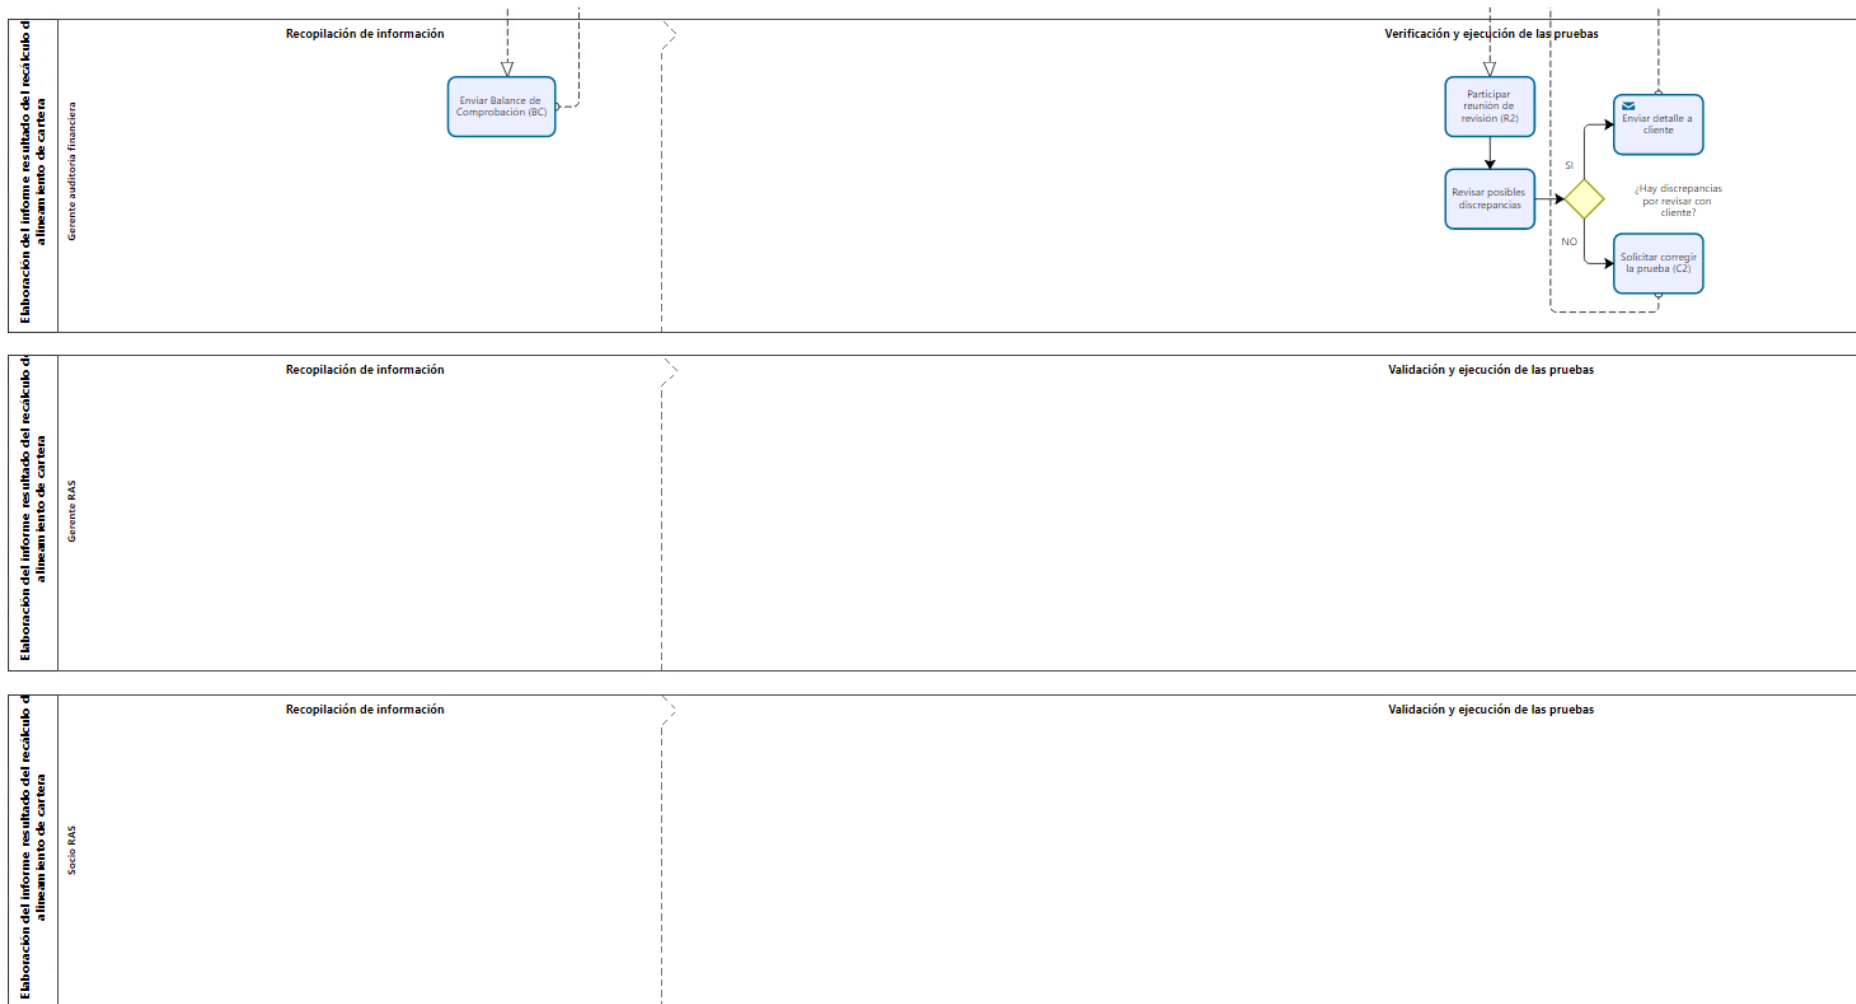 Elaboración del informe resultado del recálculo d
alineamiento de cartera
Gerente auditoría financiera
Recopilación de información
Verificación y ejecución de las pruebas
Enviar Balance de
Comprobación (BC)
Participar
reunión de
revisión (R2)
Enviar detalle a
cliente
SI
Revisar posibles
discrepancias
¿Hay discrepancias
por revisar con
cliente?
NO
Solicitar corregir
la prueba (C2)
Elaboración del informe resultado del recálculo de
alineamiento de cartera
Gerente RAS
Recopilación de información
Validación y ejecución de las pruebas
Elaboración del informe resultado del recálculo d
alineamiento de cartera
Socio RAS
Recopilación de información
Validación y ejecución de las pruebas